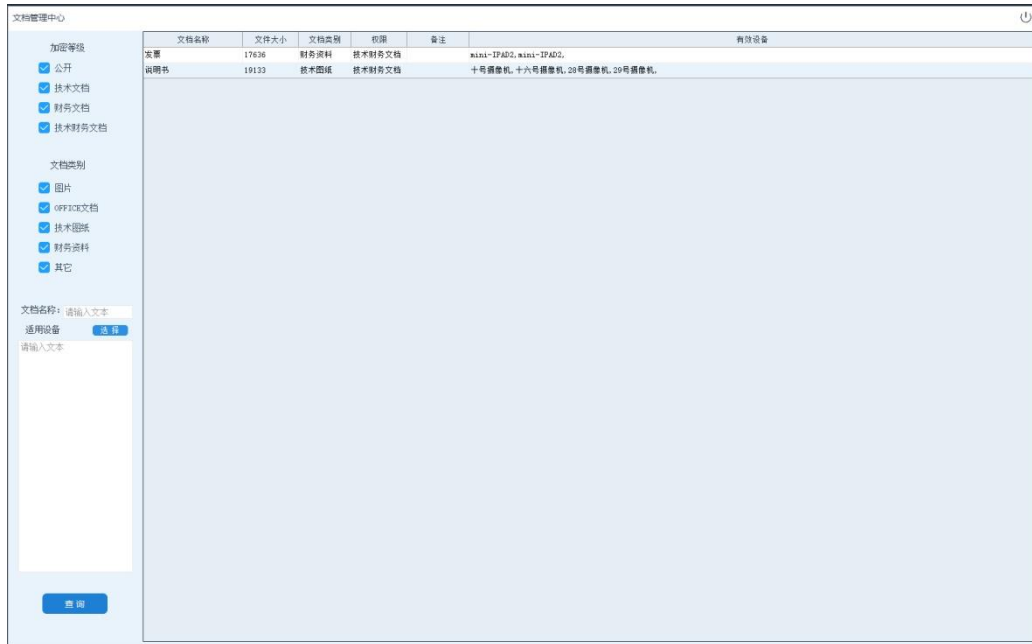 文档管理中心
加密等级
公开
技术文档
财务文档
技术财务文档
文档类别
图片
OFFICE文档
技术图纸
财务资料
其它
文档名称: 请输入文本
适用设备 选择
请输入文本
查询
文档名称 文件大小 文档类别 权限 备注 有效设备
发票 17636 财务资料 技术财务文档 mini-IPAD2,mini-IPAD2,
说明书 19133 技术图纸 技术财务文档 十号摄像机,十六号摄像机,28号摄像机,29号摄像机,